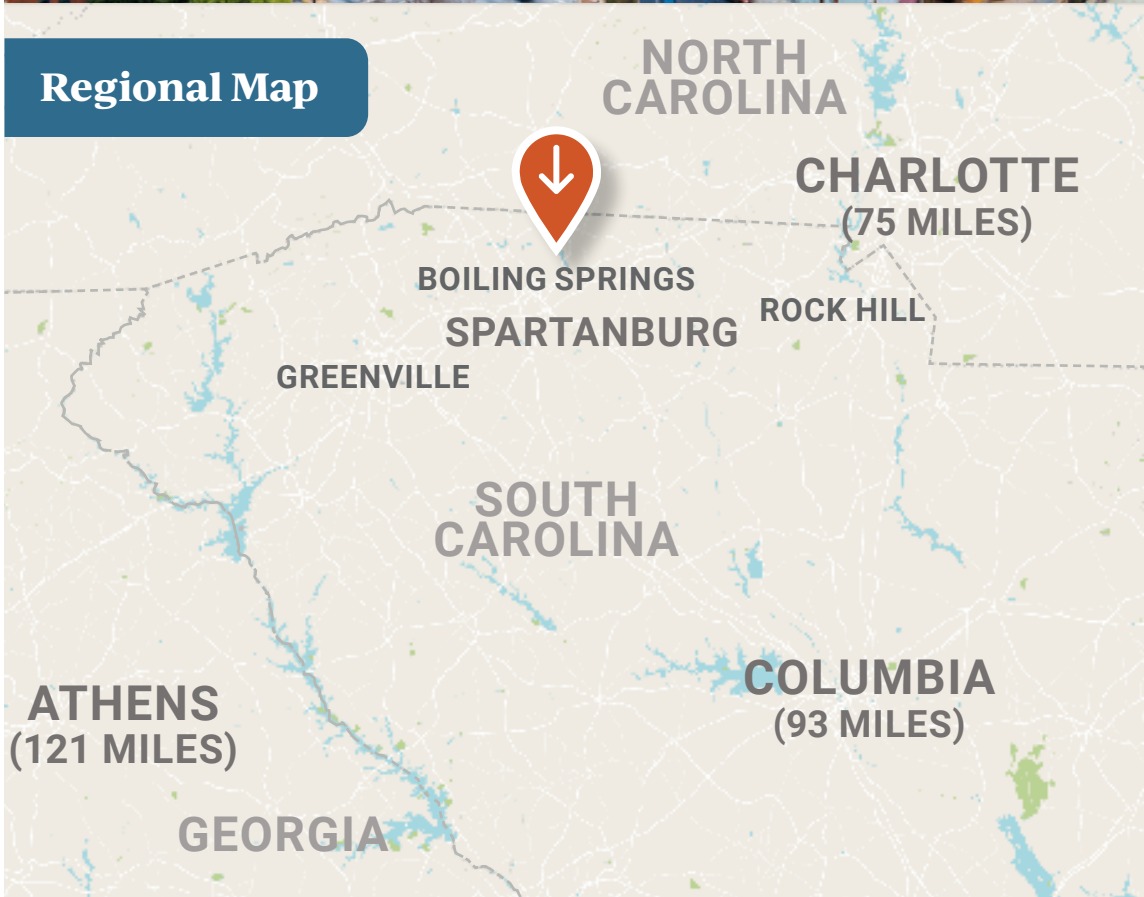 Regional Map
NORTH
CAROLINA
CHARLOTTE
(75 MILES)
BOILING SPRINGS
ROCK HILL
SPARTANBURG
GREENVILLE
SOUTH
CAROLINA
COLUMBIA
(93 MILES)
ATHENS
(121 MILES)
GEORGIA